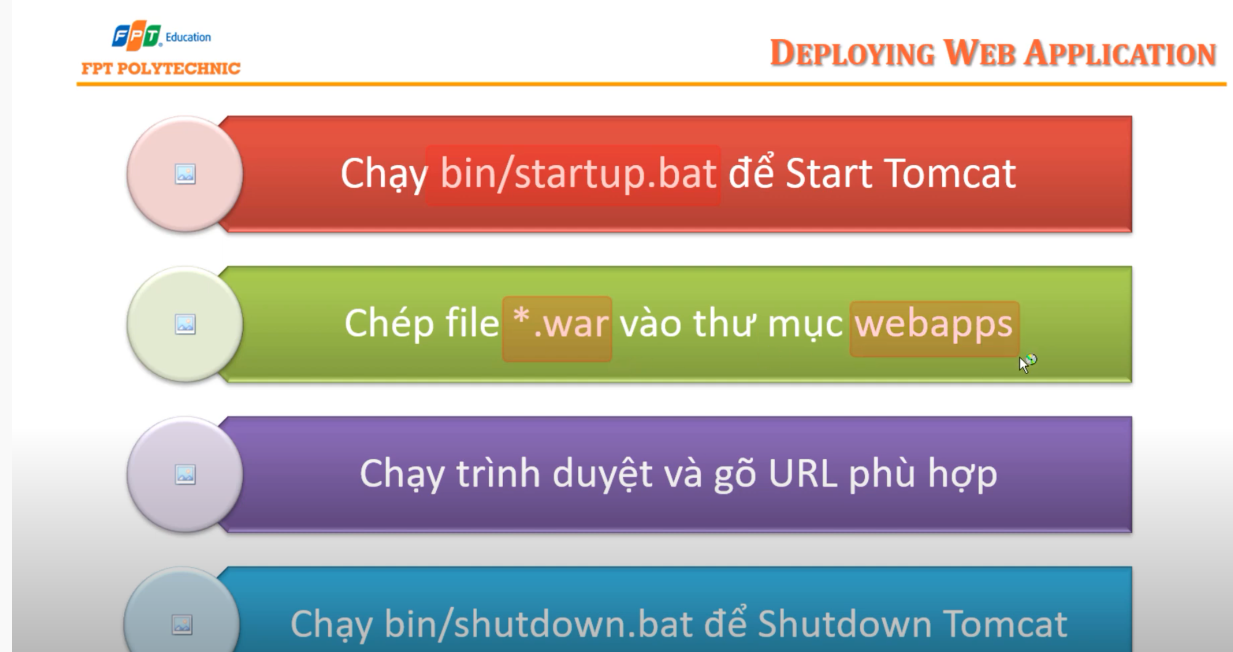 FPT Education
FPT POLYTECHNIC
DEPLOYING WEB APPLICATION
Chạy bin/startup.bat để Start Tomcat
Chép file *.war vào thư mục webapps
Chạy trình duyệt và gõ URL phù hợp
Chạy bin/shutdown.bat để Shutdown Tomcat